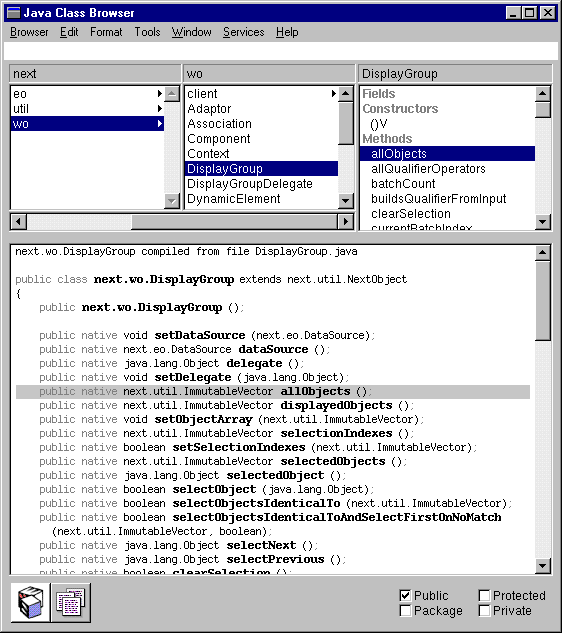 Java Class Browser
Browser Edit Format Tools Window Services Help
next wo DisplayGroup
eo
util
wo
client
Adaptor
Association
Component
Context
DisplayGroup
DisplayGroupDelegate
DynamicElement
Fields
Constructors
()V
Methods
allObjects
allQualifierOperators
batchCount
buildsQualifierFromInput
clearSelection
currentBatchIndex
next.wo.DisplayGroup compiled from file DisplayGroup.java
public class next.wo.DisplayGroup extends next.util.NextObject
{
public next.wo.DisplayGroup ();
public native void setDataSource (next.eo.DataSource);
public native next.eo.DataSource dataSource ();
public native java.lang.Object delegate ();
public native void setDelegate (java.lang.Object);
public native next.util.ImmutableVector allObjects ();
public native next.util.ImmutableVector displayedObjects ();
public native void setObjectArray (next.util.ImmutableVector);
public native next.util.ImmutableVector selectionIndexes ();
public native boolean setSelectionIndexes (next.util.ImmutableVector);
public native next.util.ImmutableVector selectedObjects ();
public native java.lang.Object selectedObject ();
public native boolean selectObject (java.lang.Object);
public native boolean selectObjectsIdenticalTo (next.util.ImmutableVector);
public native boolean selectObjectsIdenticalToAndSelectFirstOnNoMatch
(next.util.ImmutableVector, boolean);
public native java.lang.Object selectNext ();
public native java.lang.Object selectPrevious ();
public native boolean clearSelection ();
Public Protected
Package Private